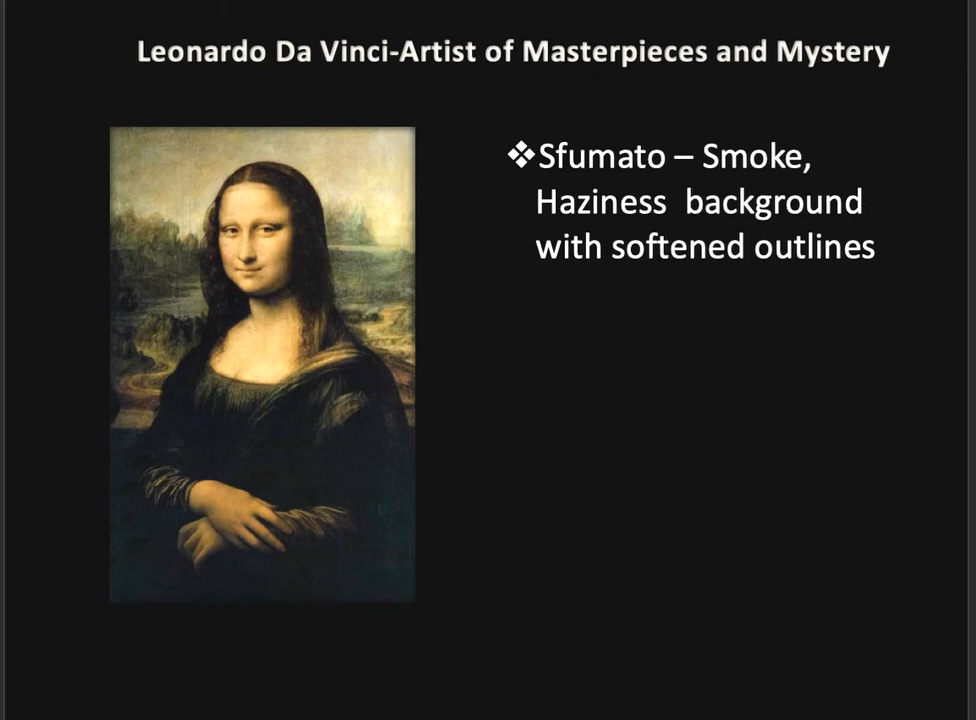 Leonardo Da Vinci-Artist of Masterpieces and Mystery
❖Sfumato – Smoke,
Haziness background
with softened outlines